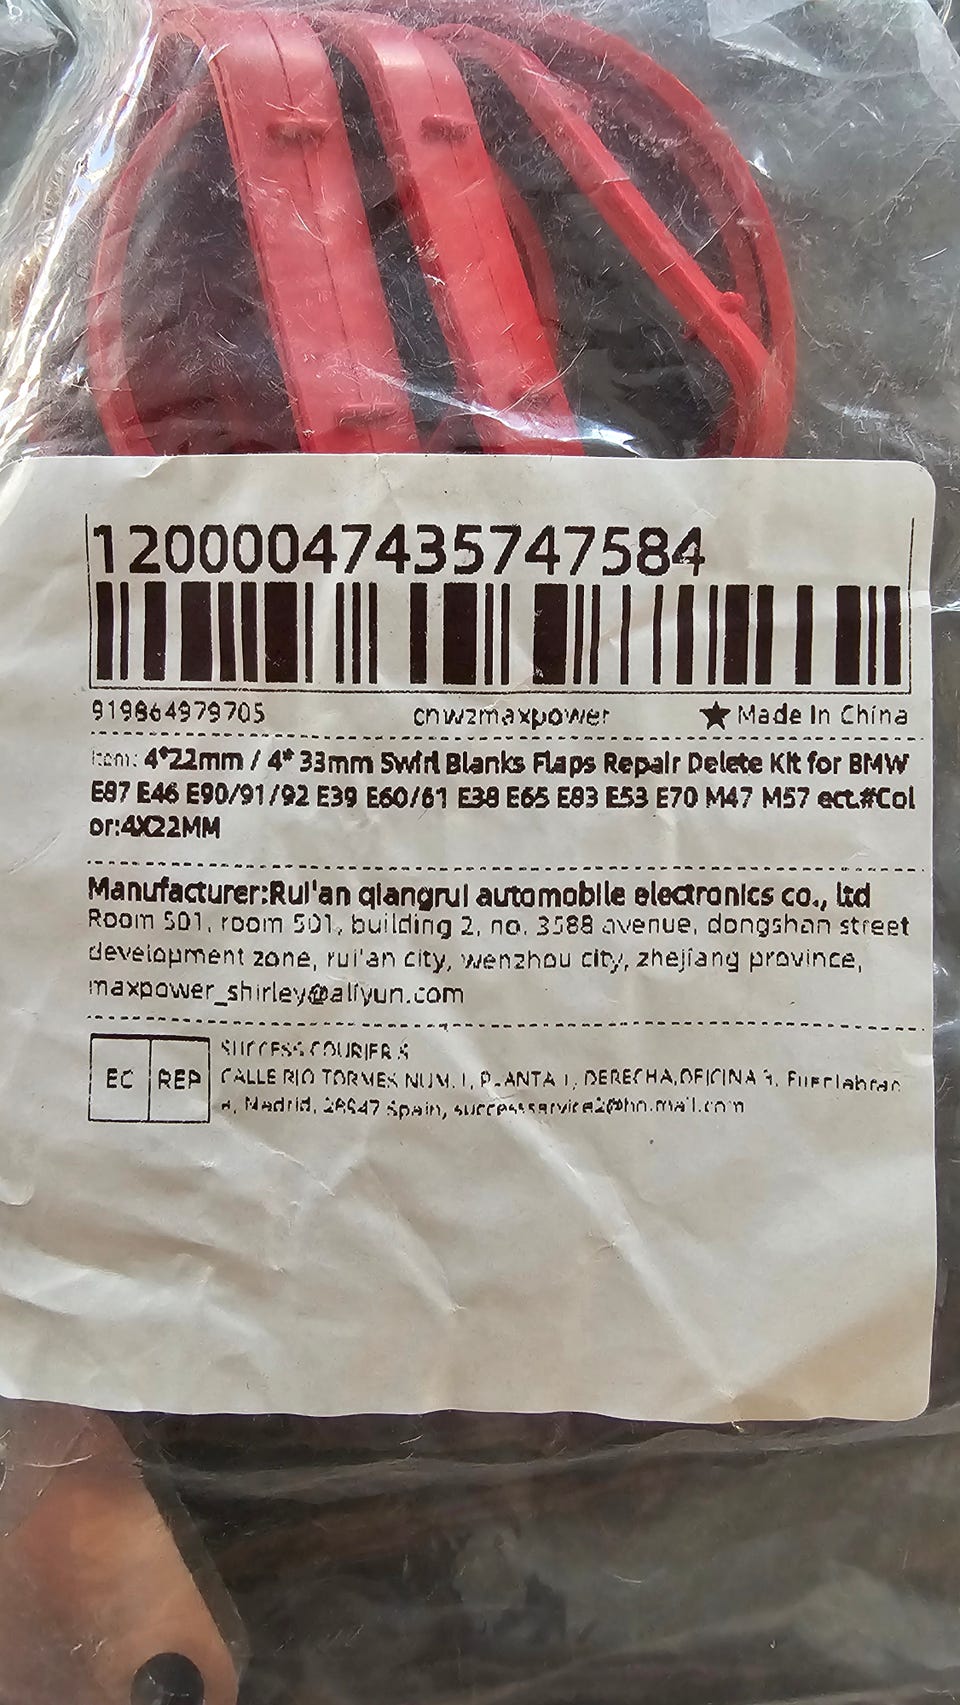 12000047435747584
919864979705 cnwzmaxpower ★ Made In China
Item: 4*22mm / 4* 33mm Swirl Blanks Flaps Repair Delete Kit for BMW
E87 E46 E90/91/92 E39 E60/61 E38 E65 E83 E53 E70 M47 M57 ect.#Col
or:4X22MM
Manufacturer:Rui'an qiangrui automobile electronics co., ltd
Room 501, room 501, building 2, no. 3588 avenue, dongshan street
development zone, rui'an city, wenzhou city, zhejiang province,
maxpower_shirley@aliyun.com
EC REP
SUCCESS COURIER S
CALLE RIO TORMES NUM. 1, PLANTA 1, DERECHA,OFICINA Fuenlabrad
a, Madrid, 28947 Spain, successservice2@hotmail.com